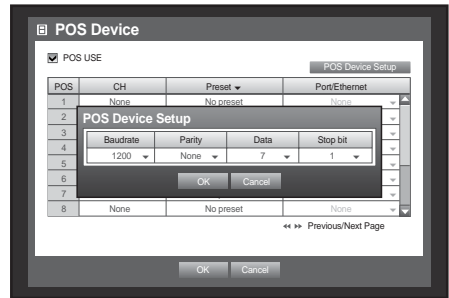 POS Device
POS USE
POS Device Setup
POS CH Preset Port/Ethernet
1 None No preset None
2
3
4
5
6
7
8 None No preset None
POS Device Setup
Baudrate Parity Data Stop bit
1200 None 7 1
OK Cancel
Previous/Next Page
OK Cancel